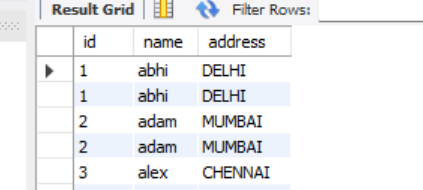 Result Grid Filter Rows:
id name address
1 abhi DELHI
1 abhi DELHI
2 adam MUMBAI
2 adam MUMBAI
3 alex CHENNAI